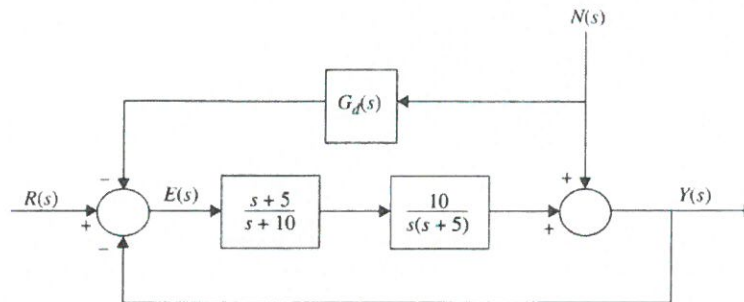 N(s)
G_d(s)
−
+
R(s)
E(s)
s + 5
s + 10
10
s(s + 5)
Y(s)
+
+
−